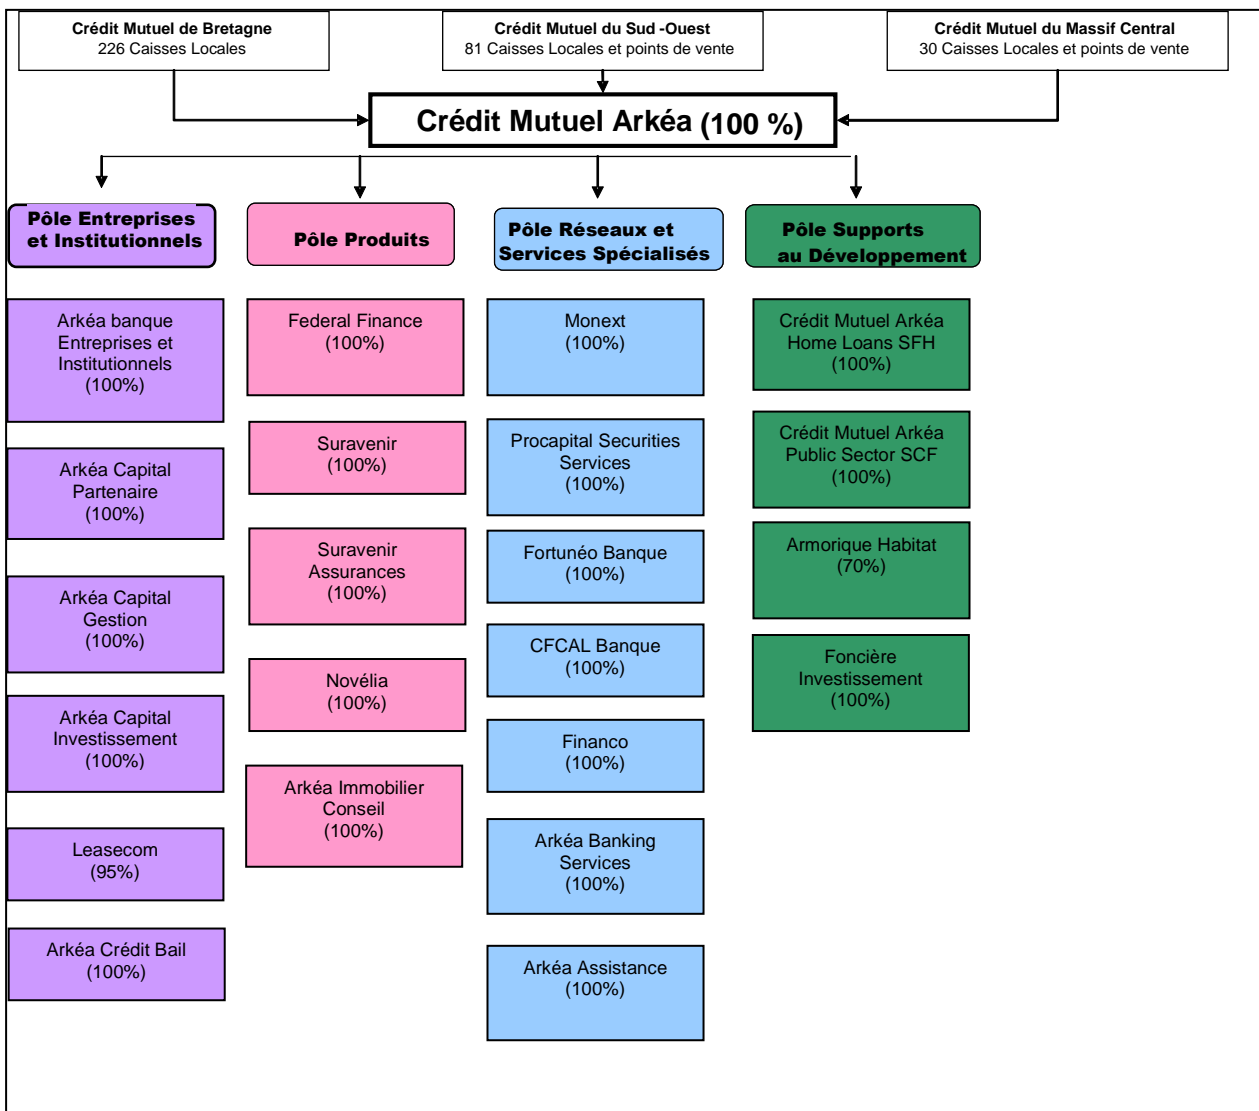 Crédit Mutuel de Bretagne
226 Caisses Locales
Crédit Mutuel du Sud -Ouest
81 Caisses Locales et points de vente
Crédit Mutuel du Massif Central
30 Caisses Locales et points de vente
Crédit Mutuel Arkéa (100 %)
Pôle Entreprises
et Institutionnels
Pôle Produits
Pôle Réseaux et
Services Spécialisés
Pôle Supports
au Développement
Arkéa banque
Entreprises et
Institutionnels
(100%)
Arkéa Capital
Partenaire
(100%)
Arkéa Capital
Gestion
(100%)
Arkéa Capital
Investissement
(100%)
Leasecom
(95%)
Arkéa Crédit Bail
(100%)
Federal Finance
(100%)
Suravenir
(100%)
Suravenir
Assurances
(100%)
Novélia
(100%)
Arkéa Immobilier
Conseil
(100%)
Monext
(100%)
Procapital Securities
Services
(100%)
Fortunéo Banque
(100%)
CFCAL Banque
(100%)
Financo
(100%)
Arkéa Banking
Services
(100%)
Arkéa Assistance
(100%)
Crédit Mutuel Arkéa
Home Loans SFH
(100%)
Crédit Mutuel Arkéa
Public Sector SCF
(100%)
Armorique Habitat
(70%)
Foncière
Investissement
(100%)